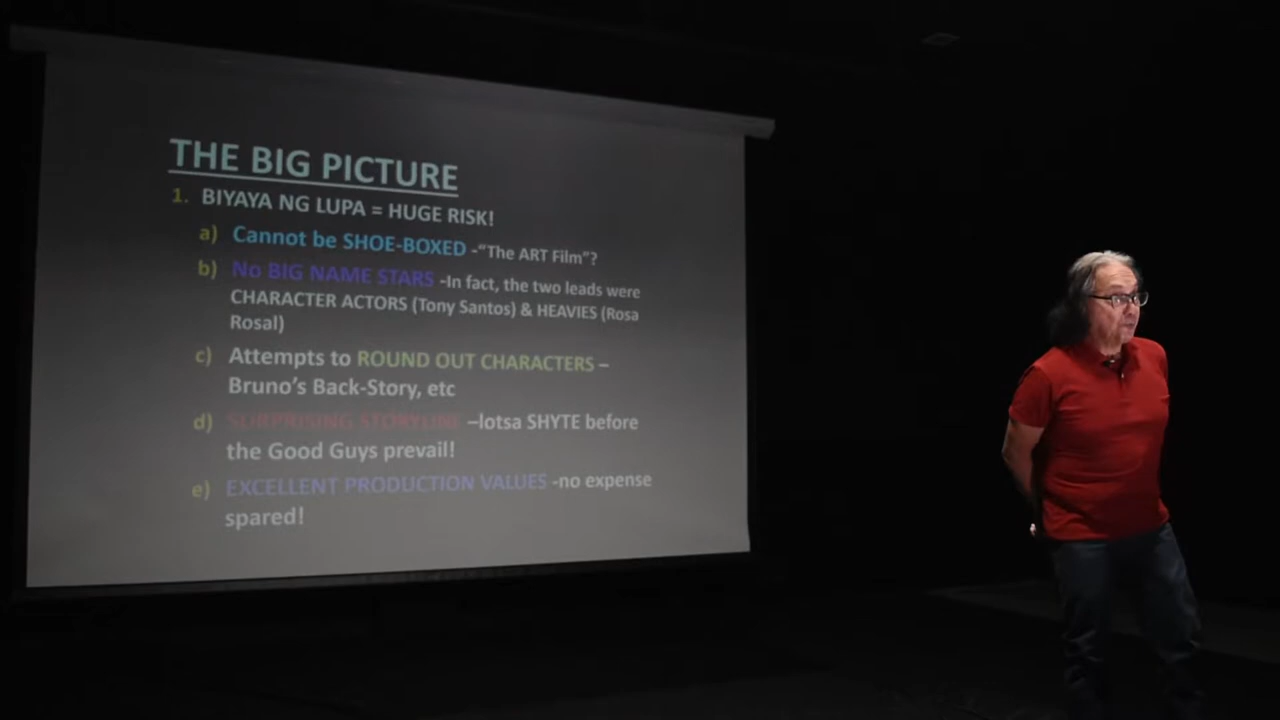 THE BIG PICTURE
1. BIYAYA NG LUPA = HUGE RISK!
a) Cannot be SHOE-BOXED -“The ART Film”?
b) No BIG NAME STARS -In fact, the two leads were
CHARACTER ACTORS (Tony Santos) & HEAVIES (Rosa
Rosal)
c) Attempts to ROUND OUT CHARACTERS –
Bruno’s Back-Story, etc
d) SURPRISING STORYLINE –lotsa SHYTE before
the Good Guys prevail!
e) EXCELLENT PRODUCTION VALUES -no expense
spared!